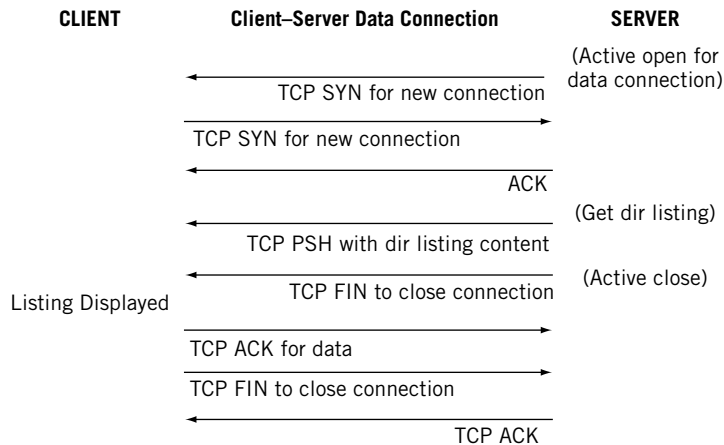 CLIENT
Client–Server Data Connection
SERVER
(Active open for
data connection)
TCP SYN for new connection
TCP SYN for new connection
ACK
(Get dir listing)
TCP PSH with dir listing content
(Active close)
TCP FIN to close connection
Listing Displayed
TCP ACK for data
TCP FIN to close connection
TCP ACK